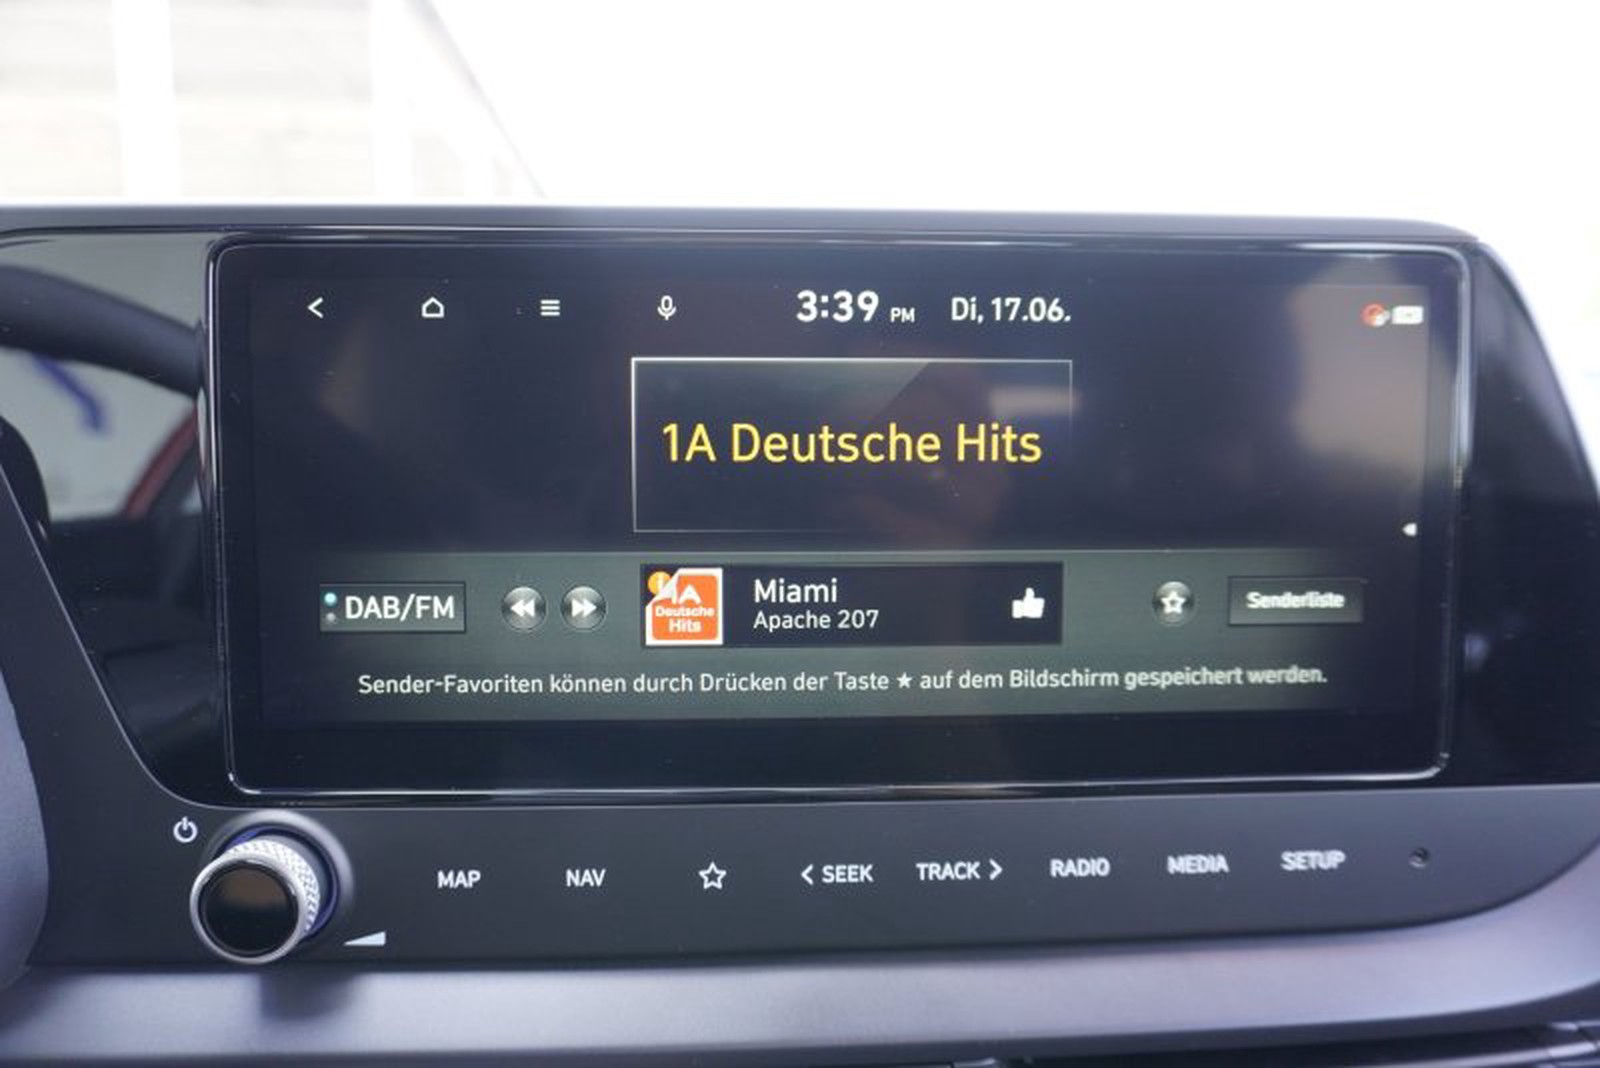 3:39 PM Di, 17.06.
1A Deutsche Hits
DAB/FM
1A
Deutsche
Hits
Miami
Apache 207
Senderliste
Sender-Favoriten können durch Drücken der Taste ★ auf dem Bildschirm gespeichert werden.
MAP NAV ☆ < SEEK TRACK > RADIO MEDIA SETUP